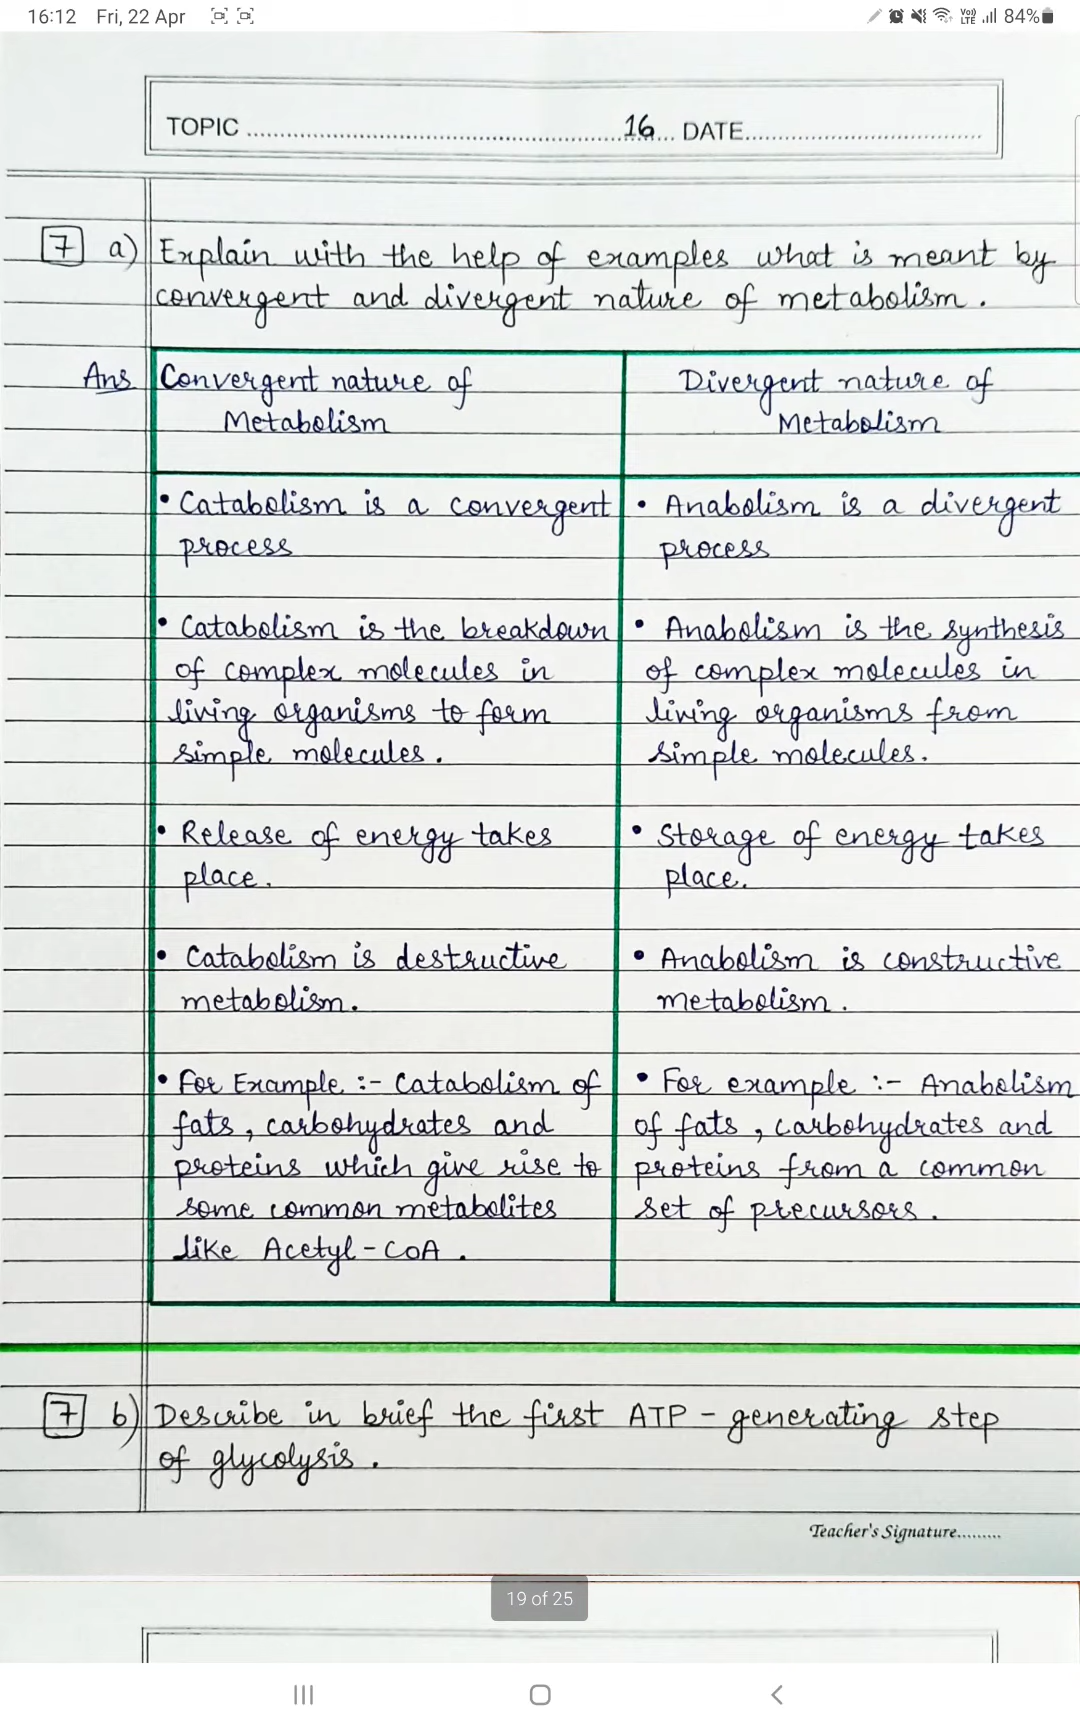 16:12 Fri, 22 Apr
84%
TOPIC 16 DATE
7 a) Explain with the help of examples what is meant by
convergent and divergent nature of metabolism.
Ans Convergent nature of
Metabolism
Divergent nature of
Metabolism
• Catabolism is a convergent
process
• Anabolism is a divergent
process
• Catabolism is the breakdown
of complex molecules in
living organisms to form
simple molecules.
• Anabolism is the synthesis
of complex molecules in
living organisms from
simple molecules.
• Release of energy takes
place.
• Storage of energy takes
place.
• Catabolism is destructive
metabolism.
• Anabolism is constructive
metabolism.
• For Example :- Catabolism of
fats, carbohydrates and
proteins which give rise to
some common metabolites
like Acetyl-CoA.
• For example :- Anabolism
of fats, carbohydrates and
proteins from a common
set of precursors.
7 b) Describe in brief the first ATP-generating step
of glycolysis.
Teacher's Signature.........
19 of 25